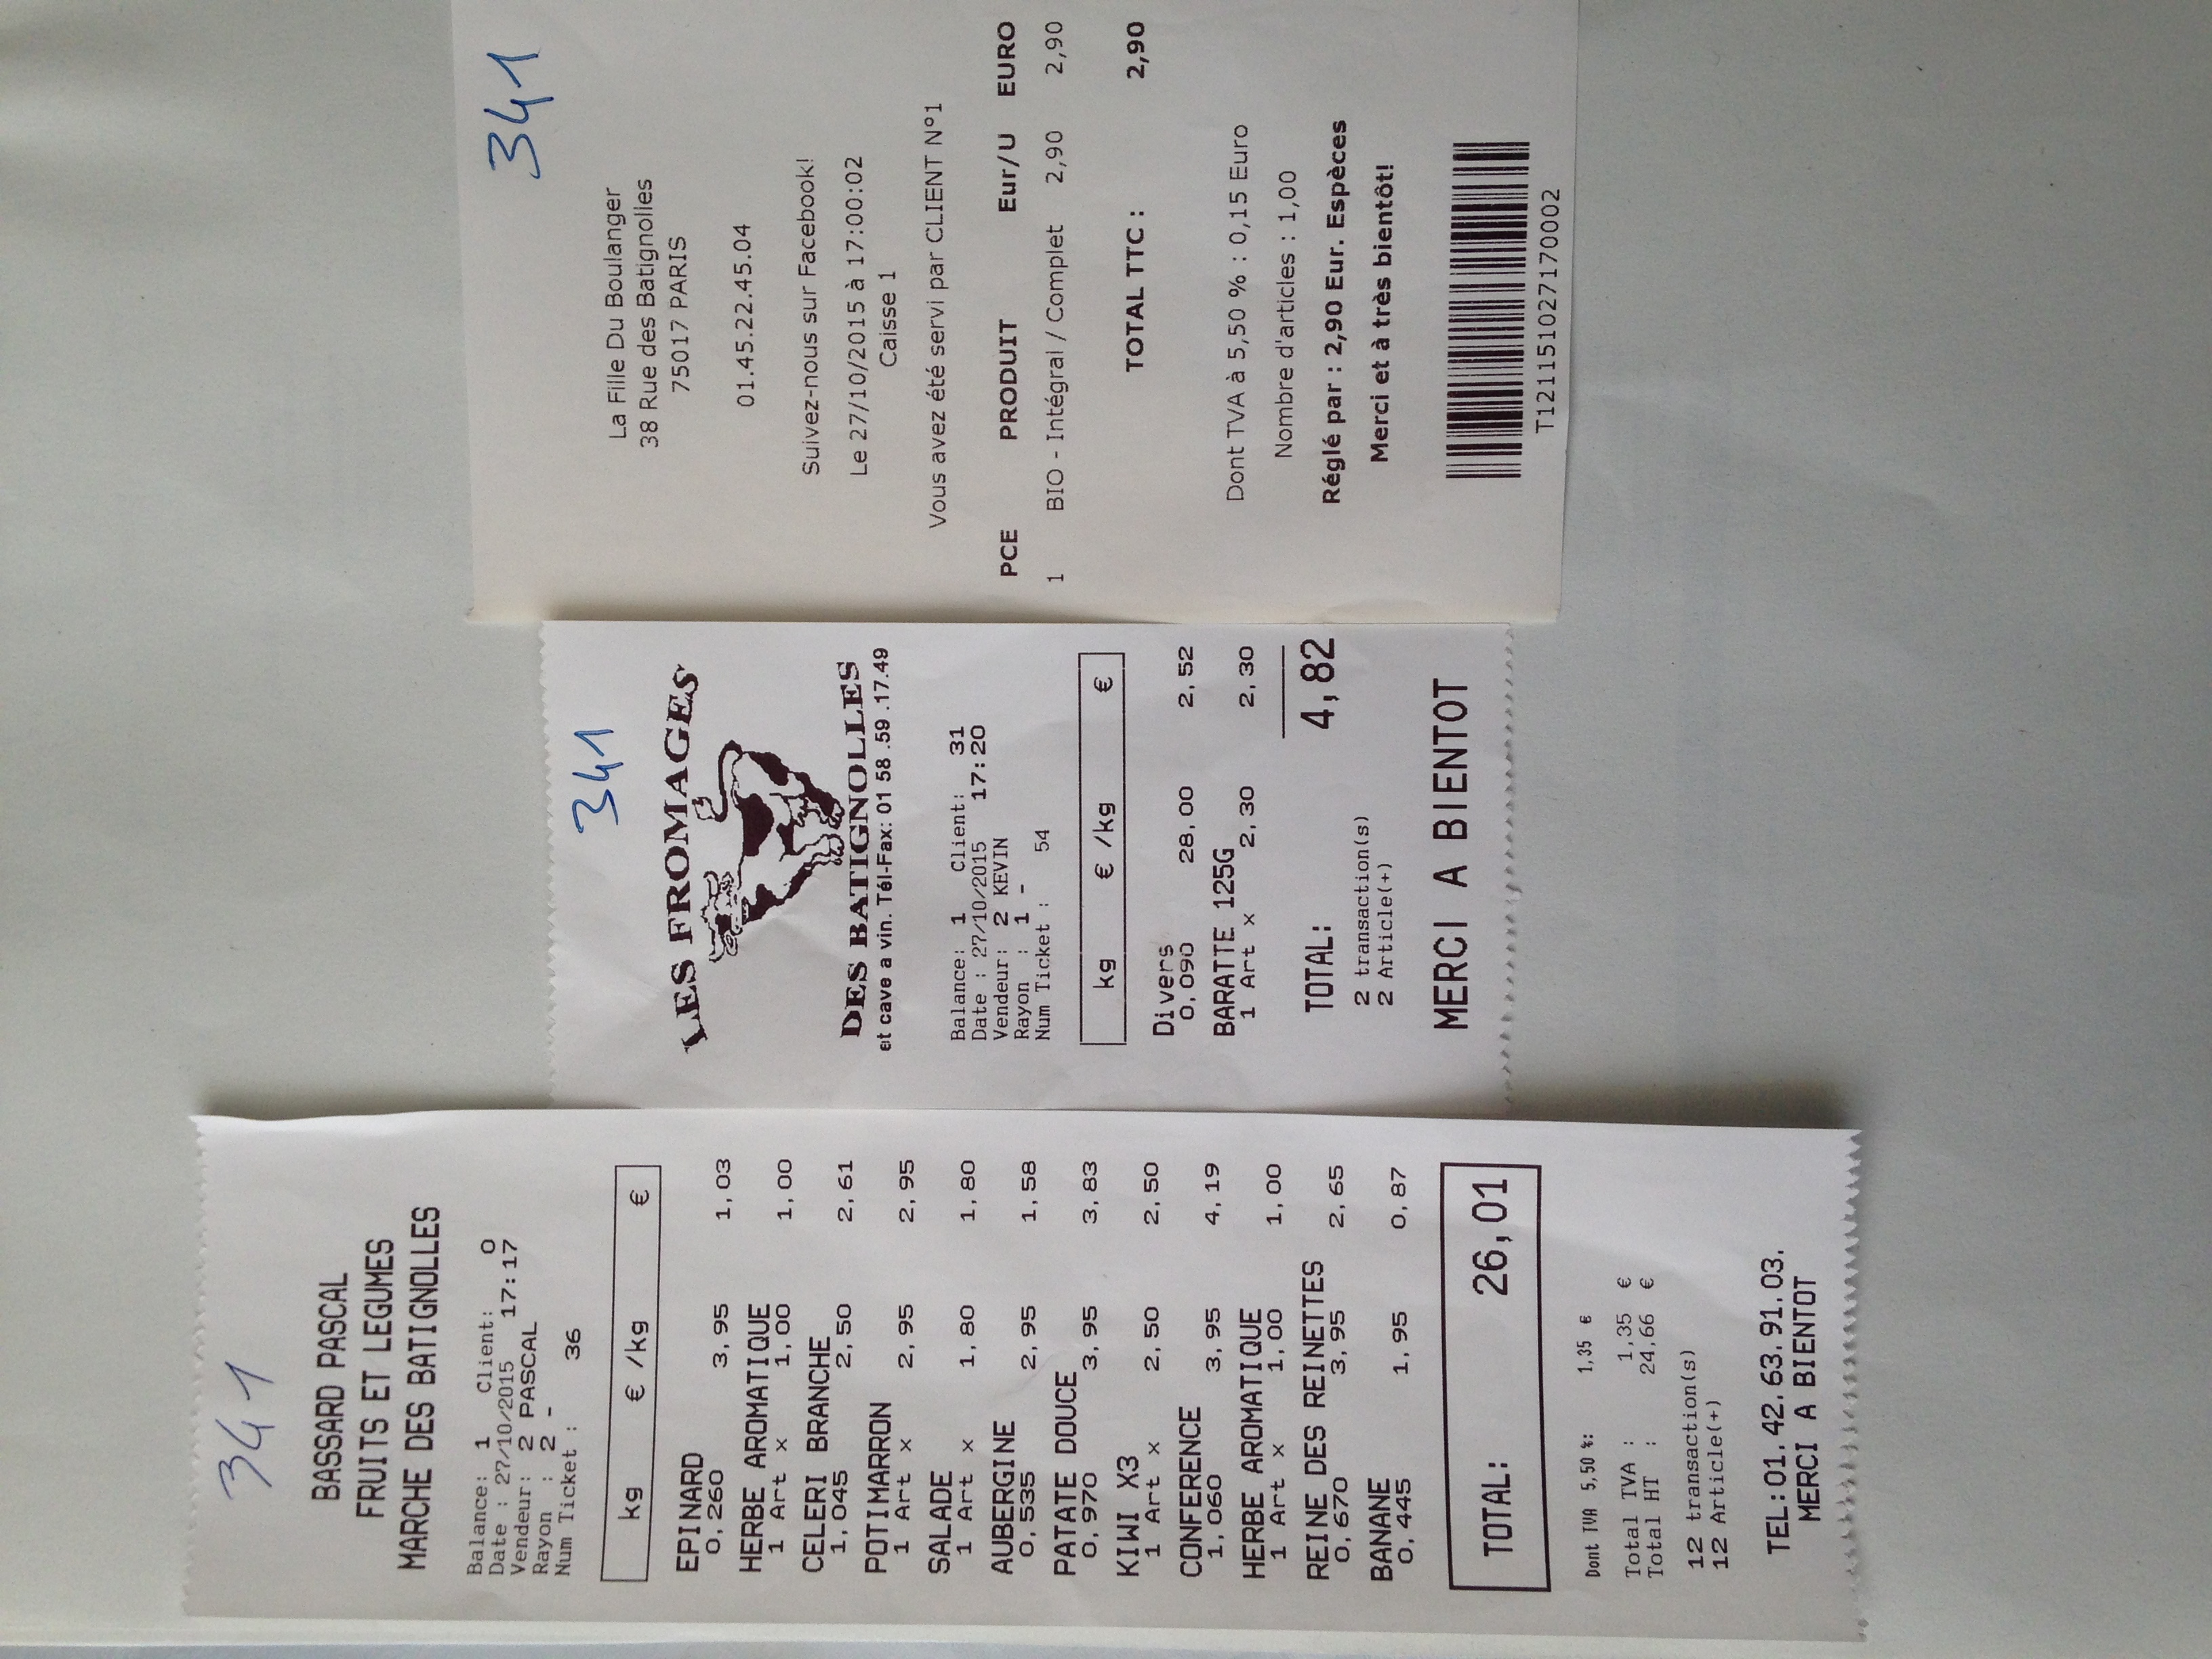 341
BASSARD PASCAL
FRUITS ET LEGUMES
MARCHE DES BATIGNOLLES
Balance: 1 Client: 0
Date : 27/10/2015 17:17
Vendeur: 2 PASCAL
Rayon : 2 -
Num Ticket : 36
kg € /kg €
EPINARD
0,260 3,95 1,03
HERBE AROMATIQUE
1 Art x 1,00 1,00
CELERI BRANCHE
1,045 2,50 2,61
POTIMARRON
1 Art x 2,95 2,95
SALADE
1 Art x 1,80 1,80
AUBERGINE
0,535 2,95 1,58
PATATE DOUCE
0,970 3,95 3,83
KIWI X3
1 Art x 2,50 2,50
CONFERENCE
1,060 3,95 4,19
HERBE AROMATIQUE
1 Art x 1,00 1,00
REINE DES REINETTES
0,670 3,95 2,65
BANANE
0,445 1,95 0,87
TOTAL: 26,01
Dont TVA 5,50 %: 1,35 €
Total TVA : 1,35 €
Total HT : 24,66 €
12 transaction(s)
12 Article(+)
TEL:01.42.63.91.03.
MERCI A BIENTOT
341
LES FROMAGES
DES BATIGNOLLES
et cave a vin. Tél-Fax: 01 58 .59 .17.49
Balance: 1 Client: 31
Date : 27/10/2015 17:20
Vendeur: 2 KEVIN
Rayon : 1 -
Num Ticket : 54
kg € /kg €
Divers
0,090 28,00 2,52
BARATTE 125G
1 Art x 2,30 2,30
TOTAL: 4,82
2 transaction(s)
2 Article(+)
MERCI A BIENTOT
341
La Fille Du Boulanger
38 Rue des Batignolles
75017 PARIS
01.45.22.45.04
Suivez-nous sur Facebook!
Le 27/10/2015 à 17:00:02
Caisse 1
Vous avez été servi par CLIENT N°1
PCE PRODUIT Eur/U EURO
1 BIO - Intégral / Complet 2,90 2,90
TOTAL TTC : 2,90
Dont TVA à 5,50 % : 0,15 Euro
Nombre d'articles : 1,00
Réglé par : 2,90 Eur. Espèces
Merci et à très bientôt!
T121151027170002